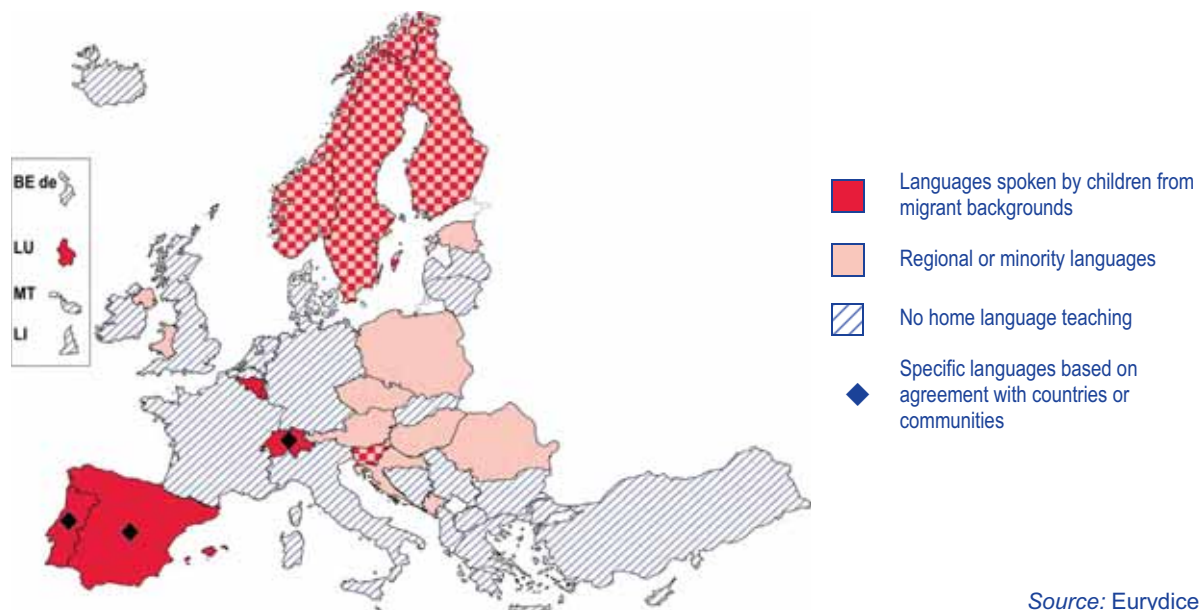 BE de
LU
MT
LI
Languages spoken by children from
migrant backgrounds
Regional or minority languages
No home language teaching
Specific languages based on
agreement with countries or
communities
Source: Eurydice